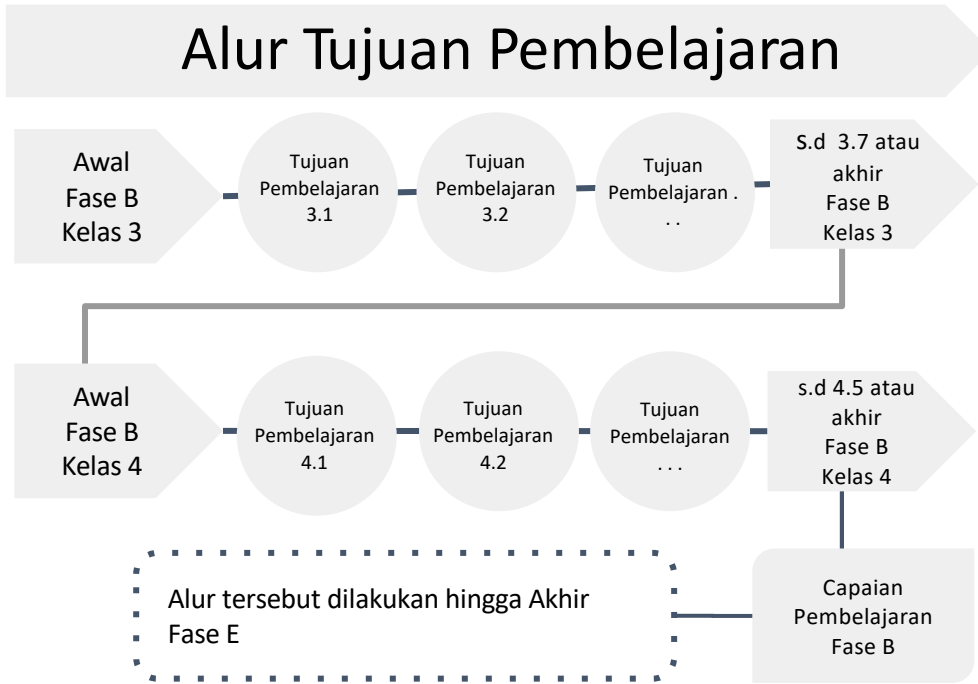 Alur Tujuan Pembelajaran
Awal
Fase B
Kelas 3
Tujuan
Pembelajaran
3.1
Tujuan
Pembelajaran
3.2
Tujuan
Pembelajaran .
. .
s.d 3.7 atau
akhir
Fase B
Kelas 3
Awal
Fase B
Kelas 4
Tujuan
Pembelajaran
4.1
Tujuan
Pembelajaran
4.2
Tujuan
Pembelajaran
. . .
s.d 4.5 atau
akhir
Fase B
Kelas 4
Alur tersebut dilakukan hingga Akhir
Fase E
Capaian
Pembelajaran
Fase B